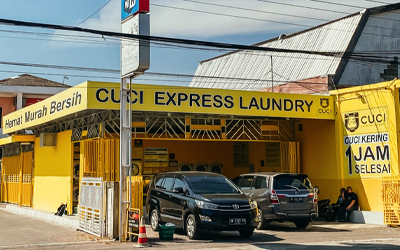 Hemat Murah Bersih
CUCI EXPRESS LAUNDRY
CUCI
CUCI
CUCI KERING
1 JAM
SELESAI